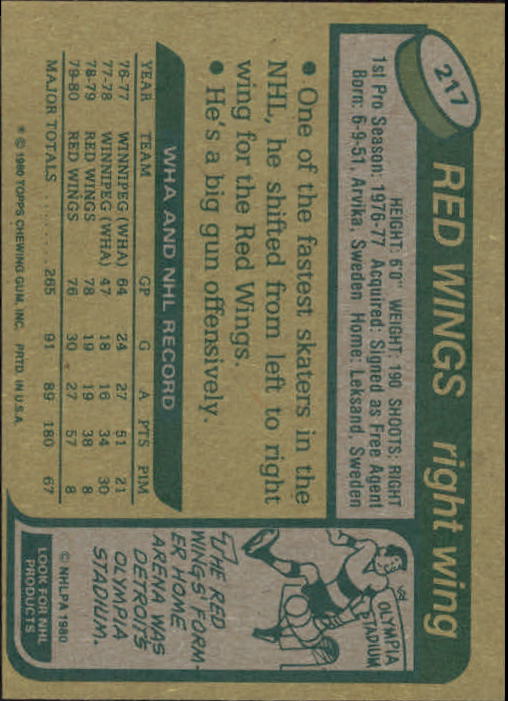 217
RED WINGS right wing
HEIGHT: 6'0" WEIGHT: 190 SHOOTS: RIGHT
1st Pro Season: 1976-77 Acquired: Signed as Free Agent
Born: 6-9-51, Arvika, Sweden Home: Leksand, Sweden
● One of the fastest skaters in the
NHL, he shifted from left to right
wing for the Red Wings.
● He's a big gun offensively.
WHA AND NHL RECORD
YEAR TEAM GP G A PTS PIM
76-77 WINNIPEG (WHA) 64 24 27 51 21
77-78 WINNIPEG (WHA) 47 18 16 34 30
78-79 RED WINGS 78 19 19 38 8
79-80 RED WINGS 76 30 27 57 8
MAJOR TOTALS ........ 265 91 89 180 67
* © 1980 TOPPS CHEWING GUM, INC. PRTD. IN U.S.A.
OLYMPIA
STADIUM
THE RED
WINGS' FORM-
ER HOME
ARENA WAS
DETROIT'S
OLYMPIA
STADIUM.
© NHLPA 1980
LOOK FOR NHL
PRODUCTS